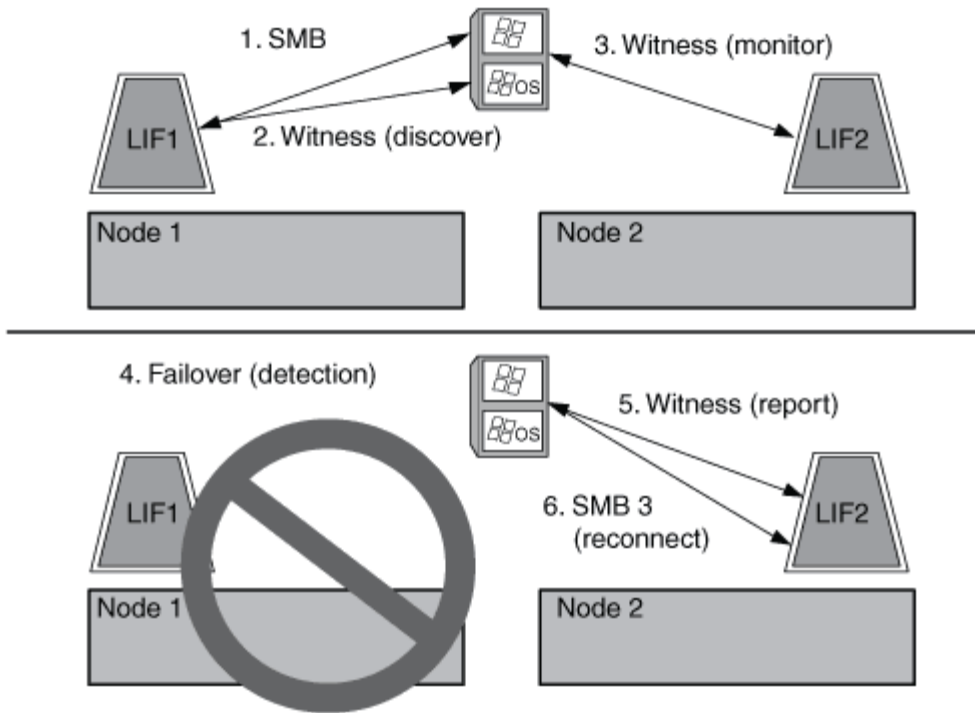 1. SMB
3. Witness (monitor)
OS
LIF1
2. Witness (discover)
LIF2
Node 1
Node 2
4. Failover (detection)
5. Witness (report)
OS
LIF1
6. SMB 3
(reconnect)
LIF2
Node 1
Node 2